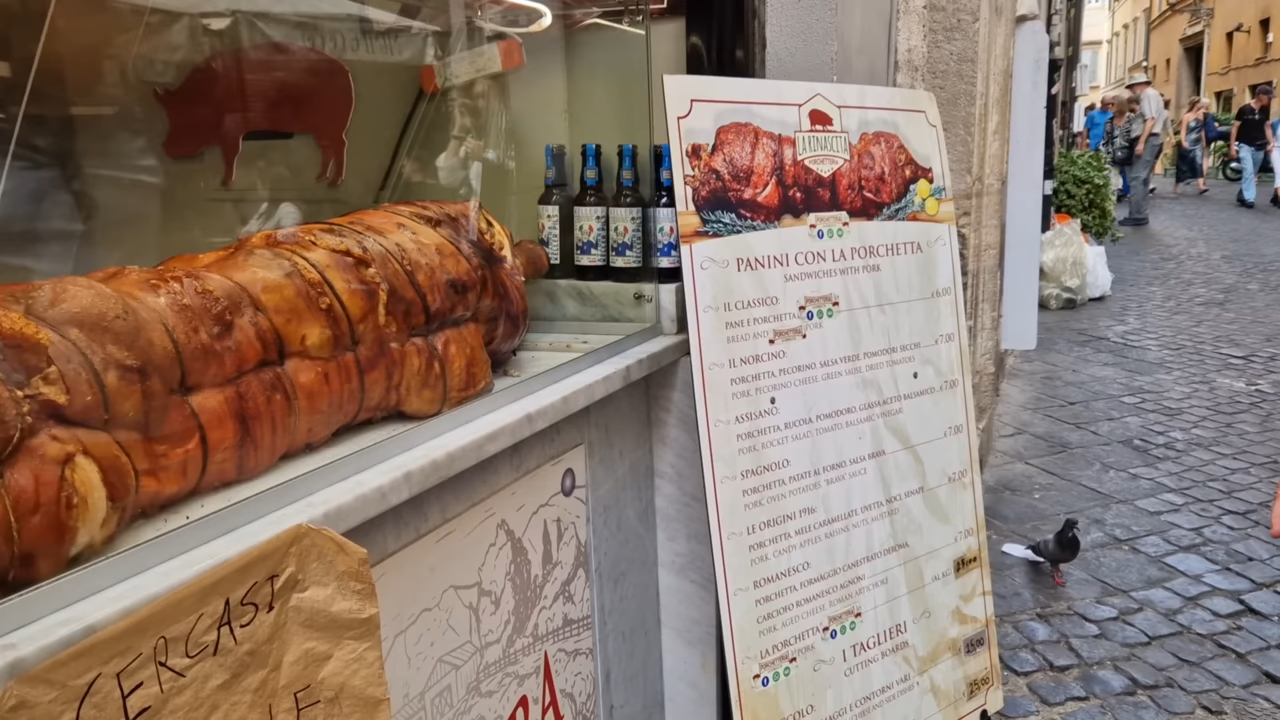 LA RINASCITA
PORCHETTERIA
PANINI CON LA PORCHETTA
SANDWICHES WITH PORK
IL CLASSICO:
PANE E PORCHETTA €6,00
BREAD AND PORK
IL NORCINO:
PORCHETTA, PECORINO, SALSA VERDE, POMODORI SECCHI €7,00
PORK, PECORINO CHEESE, GREEN SAUSE, DRIED TOMATOES
ASSISANO:
PORCHETTA, RUCOLA, POMODORO, GLASSA ACETO BALSAMICO €7,00
PORK, ROCKET SALAD, TOMATO, BALSAMIC VINEGAR
SPAGNOLO:
PORCHETTA, PATATE AL FORNO, SALSA BRAVA €7,00
PORK, OVEN POTATOES, "BRAVA" SAUCE
LE ORIGINI 1916:
PORCHETTA, MELE CARAMELLATE, UVETTA, NOCI, SENAPE €7,00
PORK, CANDY APPLES, RAISINS, NUTS, MUSTARD
ROMANESCO:
PORCHETTA, FORMAGGIO CANESTRATO DEROMA,
CARCIOFO ROMANESCO AGNONI €7,00
PORK, AGED CHEESE, ROMAN ARTICHOKE
LA PORCHETTA (AL KG)
PORK
I TAGLIERI
CUTTING BOARDS
25,00
CERCASI